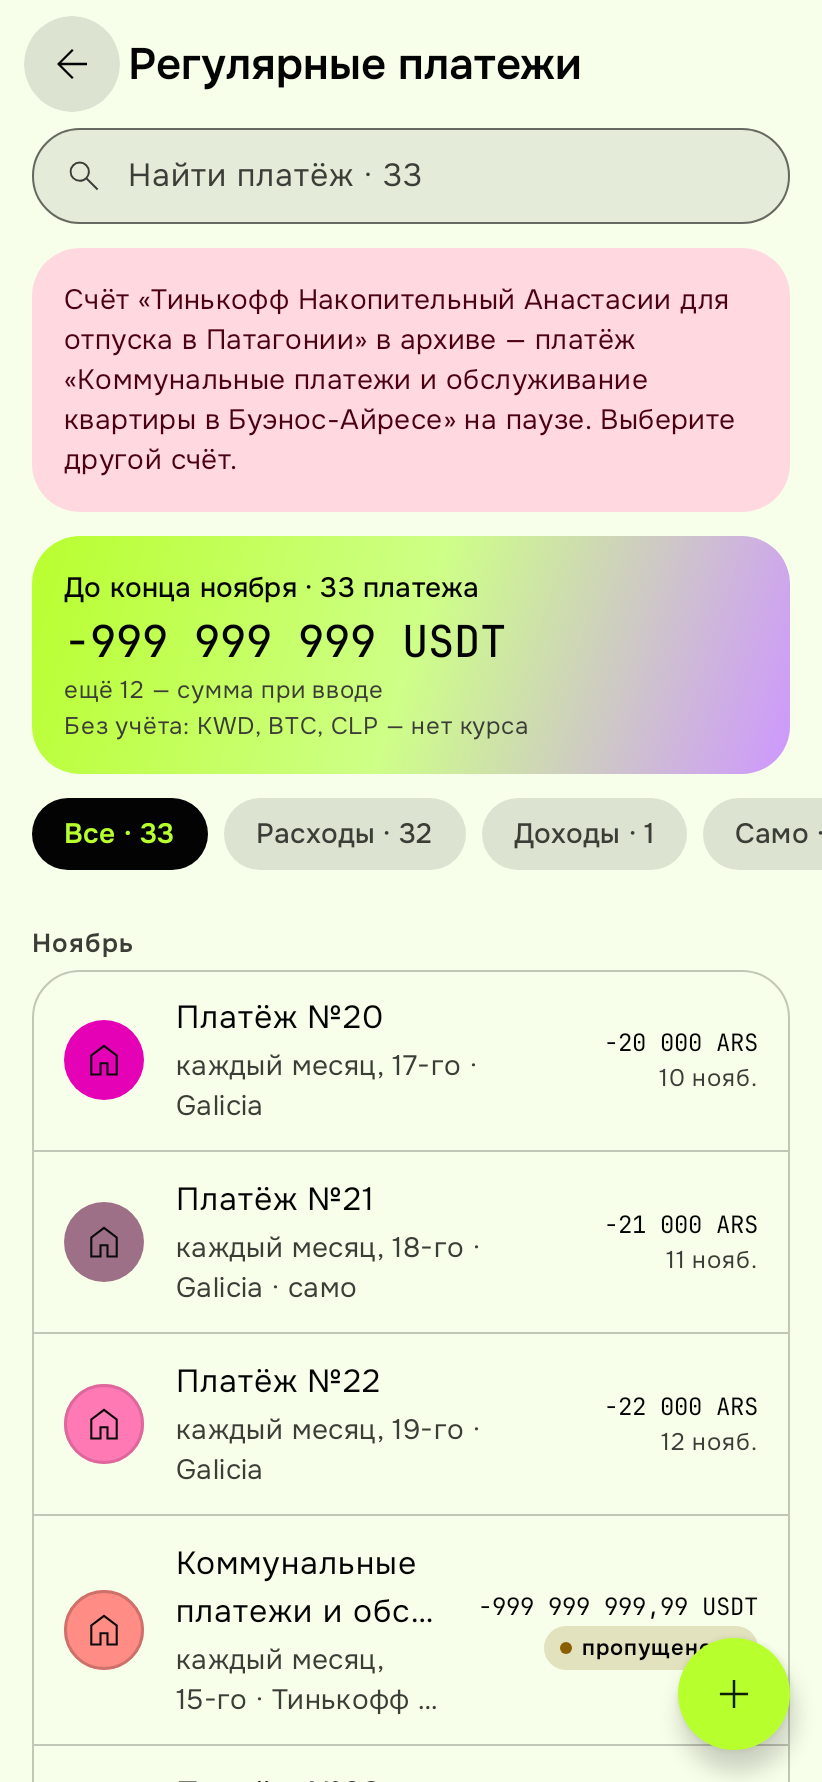 Регулярные платежи
Найти платёж · 33
Счёт «Тинькофф Накопительный Анастасии для
отпуска в Патагонии» в архиве — платёж
«Коммунальные платежи и обслуживание
квартиры в Буэнос-Айресе» на паузе. Выберите
другой счёт.
До конца ноября · 33 платежа
-999 999 999 USDT
ещё 12 — сумма при вводе
Без учёта: KWD, BTC, CLP — нет курса
Все · 33
Расходы · 32
Доходы · 1
Само ·
Ноябрь
Платёж №20
каждый месяц, 17-го ·
Galicia
-20 000 ARS
10 нояб.
Платёж №21
каждый месяц, 18-го ·
Galicia · само
-21 000 ARS
11 нояб.
Платёж №22
каждый месяц, 19-го ·
Galicia
-22 000 ARS
12 нояб.
Коммунальные
платежи и обс...
каждый месяц,
15-го · Тинькофф ...
-999 999 999,99 USDT